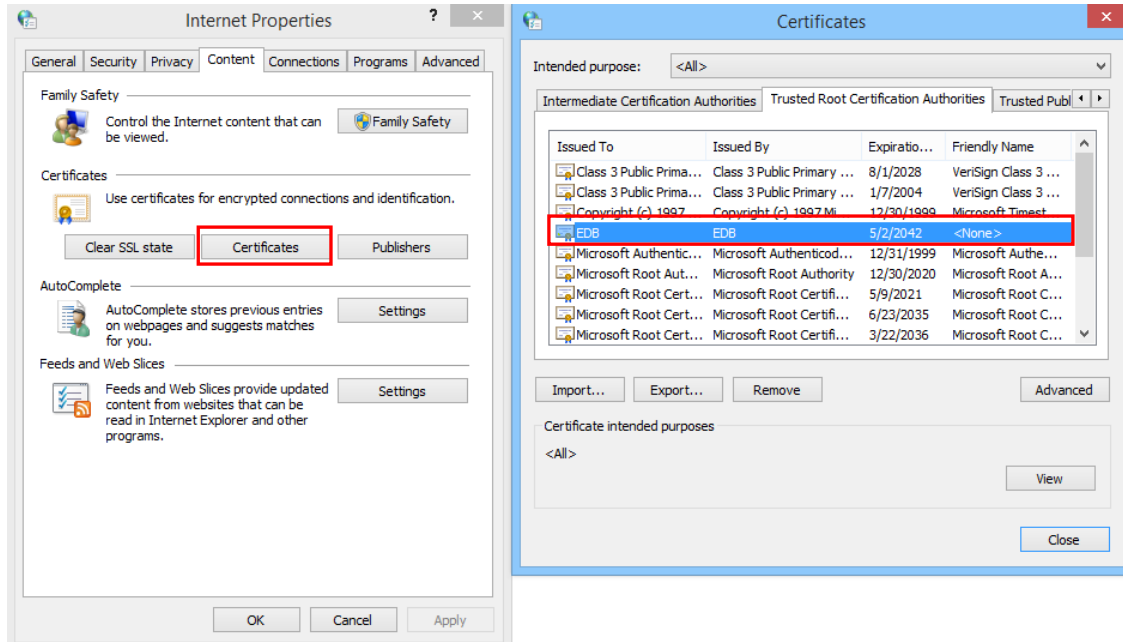 Internet Properties
?
×
General Security Privacy Content Connections Programs Advanced
Family Safety
Control the Internet content that can
be viewed.
Family Safety
Certificates
Use certificates for encrypted connections and identification.
Clear SSL state Certificates Publishers
AutoComplete
AutoComplete stores previous entries
on webpages and suggests matches
for you.
Settings
Feeds and Web Slices
Feeds and Web Slices provide updated
content from websites that can be
read in Internet Explorer and other
programs.
Settings
OK Cancel Apply
Certificates
×
Intended purpose: <All>
Intermediate Certification Authorities Trusted Root Certification Authorities Trusted Publ
Issued To Issued By Expiratio... Friendly Name
Class 3 Public Prima... Class 3 Public Primary ... 8/1/2028 VeriSign Class 3 ...
Class 3 Public Prima... Class 3 Public Primary ... 1/7/2004 VeriSign Class 3 ...
Copyright (c) 1997 ... Copyright (c) 1997 Mi... 12/30/1999 Microsoft Timest...
EDB EDB 5/2/2042 <None>
Microsoft Authentic... Microsoft Authenticod... 12/31/1999 Microsoft Authe...
Microsoft Root Aut... Microsoft Root Authority 12/30/2020 Microsoft Root A...
Microsoft Root Cert... Microsoft Root Certifi... 5/9/2021 Microsoft Root C...
Microsoft Root Cert... Microsoft Root Certifi... 6/23/2035 Microsoft Root C...
Microsoft Root Cert... Microsoft Root Certifi... 3/22/2036 Microsoft Root C...
Import... Export... Remove Advanced
Certificate intended purposes
<All>
View
Close